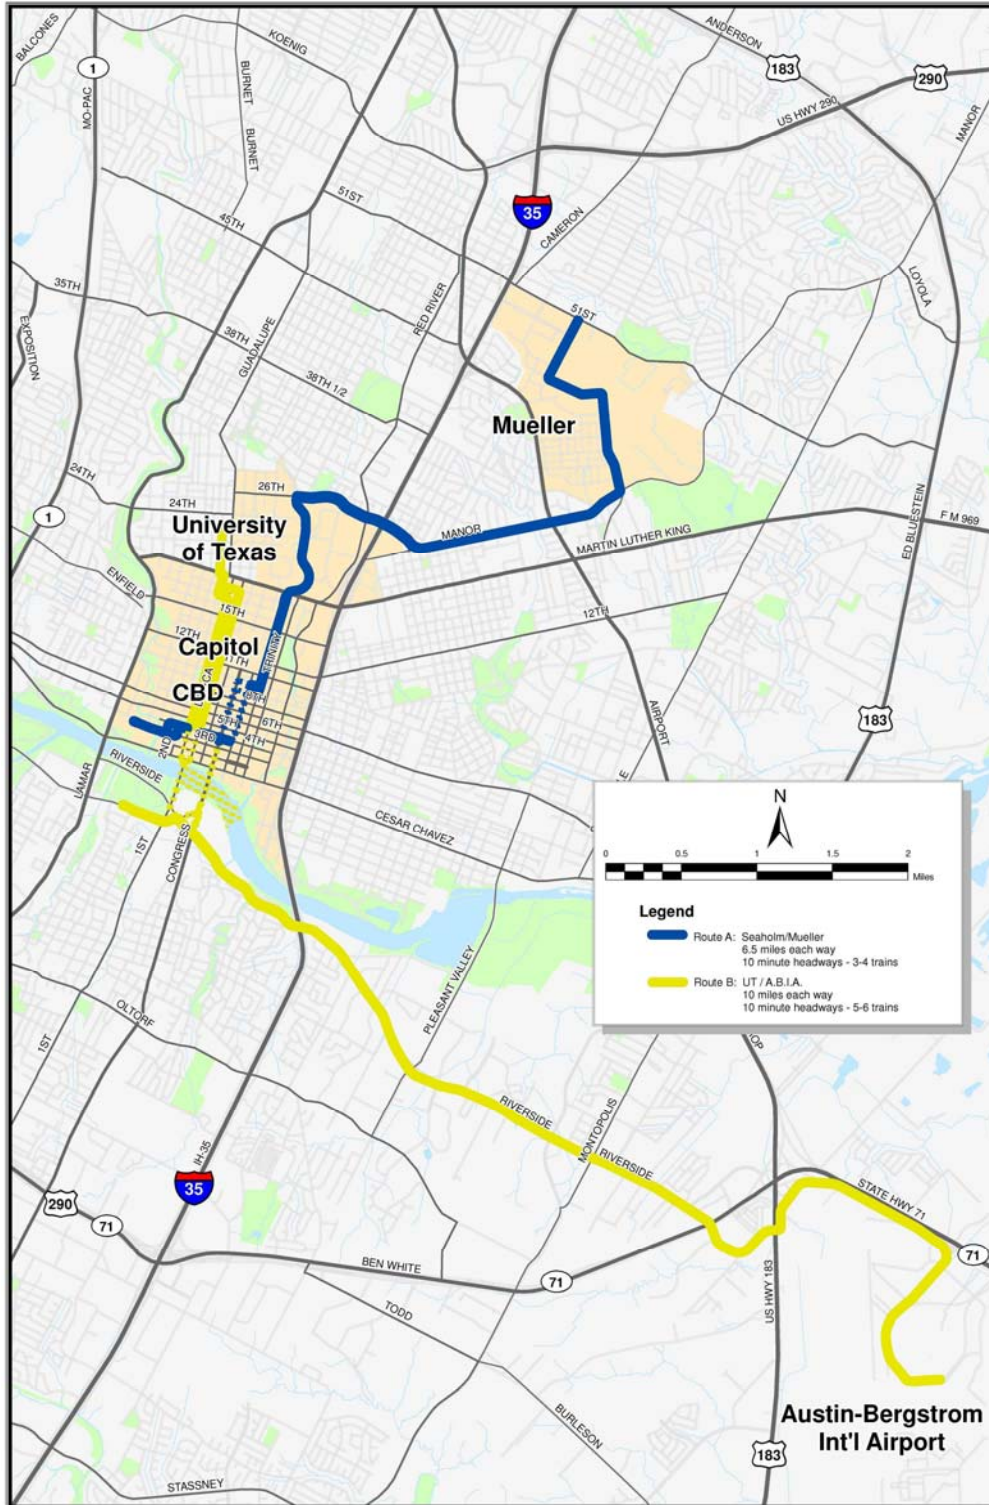 BALCONES
KOENIG
ANDERSON
1
MO-PAC
BURNET
BURNET
183
290
US HWY 290
MANOR
51ST
45TH
35
CAMERON
35TH
EXPOSITION
GUADALUPE
38TH
38TH 1/2
RED RIVER
51ST
LOYOLA
Mueller
24TH
26TH
24TH
1
University
of Texas
MANOR
MARTIN LUTHER KING
F M 969
ED BLUESTEIN
ENFIELD
15TH
12TH
12TH
Capitol
TRINITY
CBD
8TH
5TH
6TH
3RD
4TH
2ND
AIRPORT
183
LAMAR
RIVERSIDE
1ST
CONGRESS
CESAR CHAVEZ
N
0 0.5 1 1.5 2
Miles
Legend
Route A: Seaholm/Mueller
6.5 miles each way
10 minute headways - 3-4 trains
Route B: UT / A.B.I.A.
10 miles each way
10 minute headways - 5-6 trains
PLEASANT VALLEY
OLTORF
1ST
RIVERSIDE
MONTOPOLIS
RIVERSIDE
IH-35
35
290
71
STATE HWY 71
71
BEN WHITE
71
US HWY 183
TODD
BURLESON
Austin-Bergstrom
Int'l Airport
183
STASSNEY